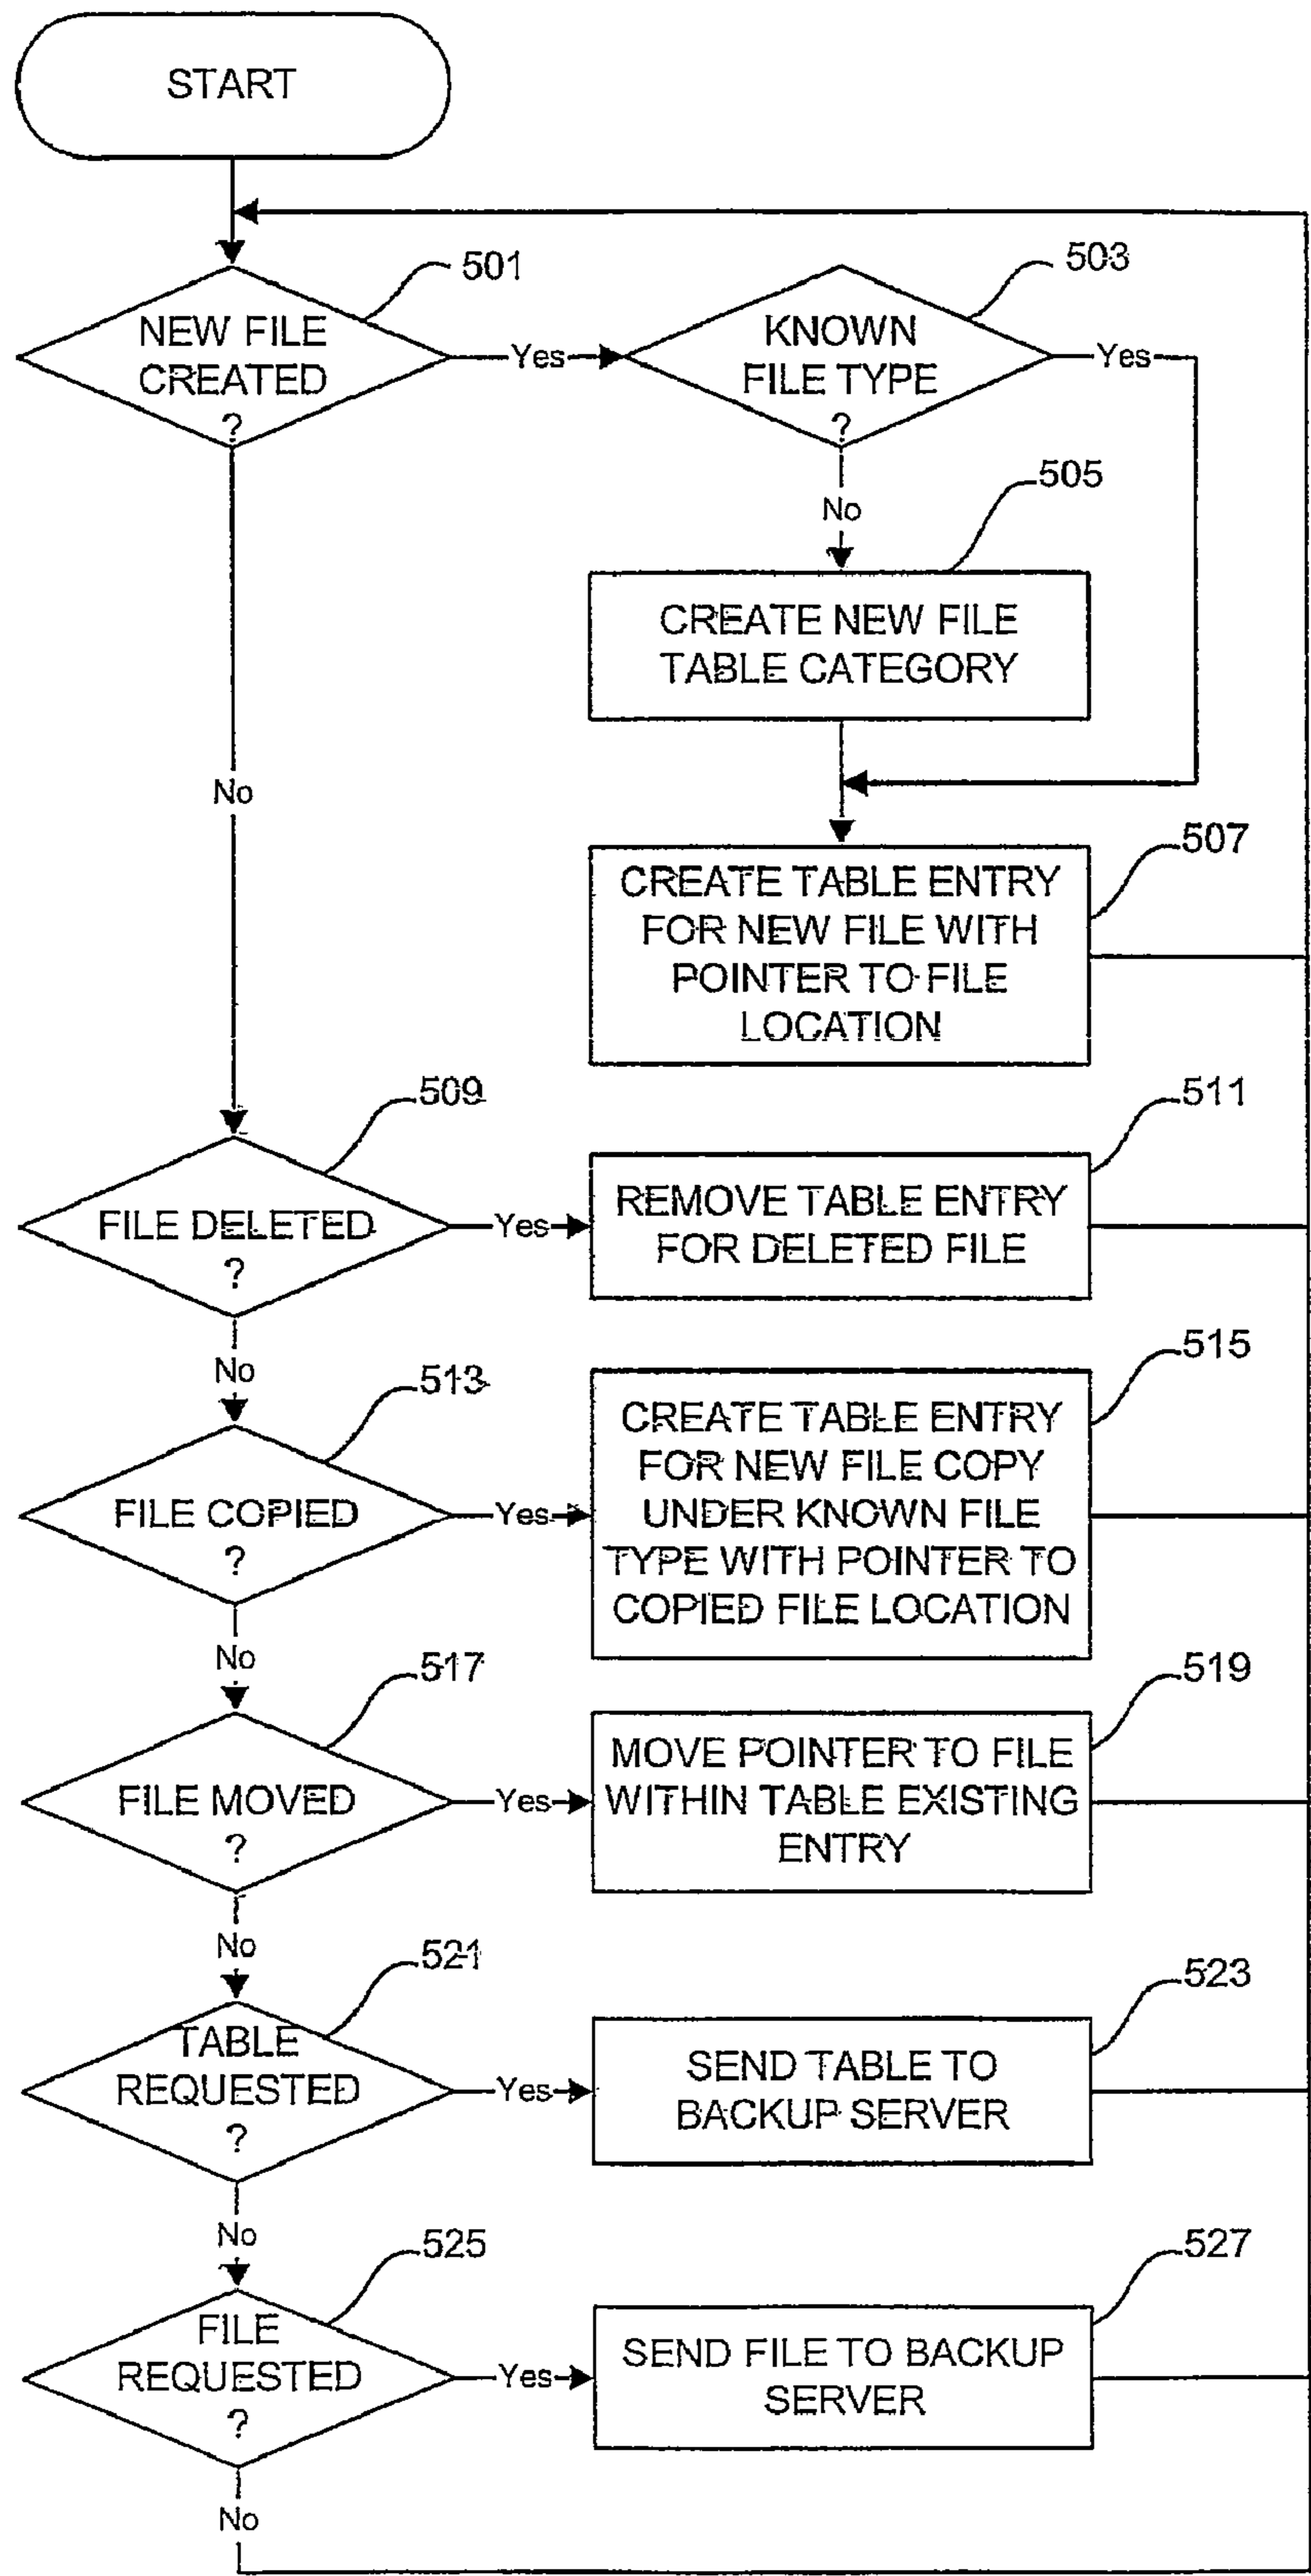 START
501
NEW FILE
CREATED
?
Yes
503
KNOWN
FILE TYPE
?
Yes
No
505
CREATE NEW FILE
TABLE CATEGORY
No
507
CREATE TABLE ENTRY
FOR NEW FILE WITH
POINTER TO FILE
LOCATION
509
FILE DELETED
?
Yes
511
REMOVE TABLE ENTRY
FOR DELETED FILE
No
513
FILE COPIED
?
Yes
515
CREATE TABLE ENTRY
FOR NEW FILE COPY
UNDER KNOWN FILE
TYPE WITH POINTER TO
COPIED FILE LOCATION
No
517
FILE MOVED
?
Yes
519
MOVE POINTER TO FILE
WITHIN TABLE EXISTING
ENTRY
No
521
TABLE
REQUESTED
?
Yes
523
SEND TABLE TO
BACKUP SERVER
No
525
FILE
REQUESTED
?
Yes
527
SEND FILE TO BACKUP
SERVER
No